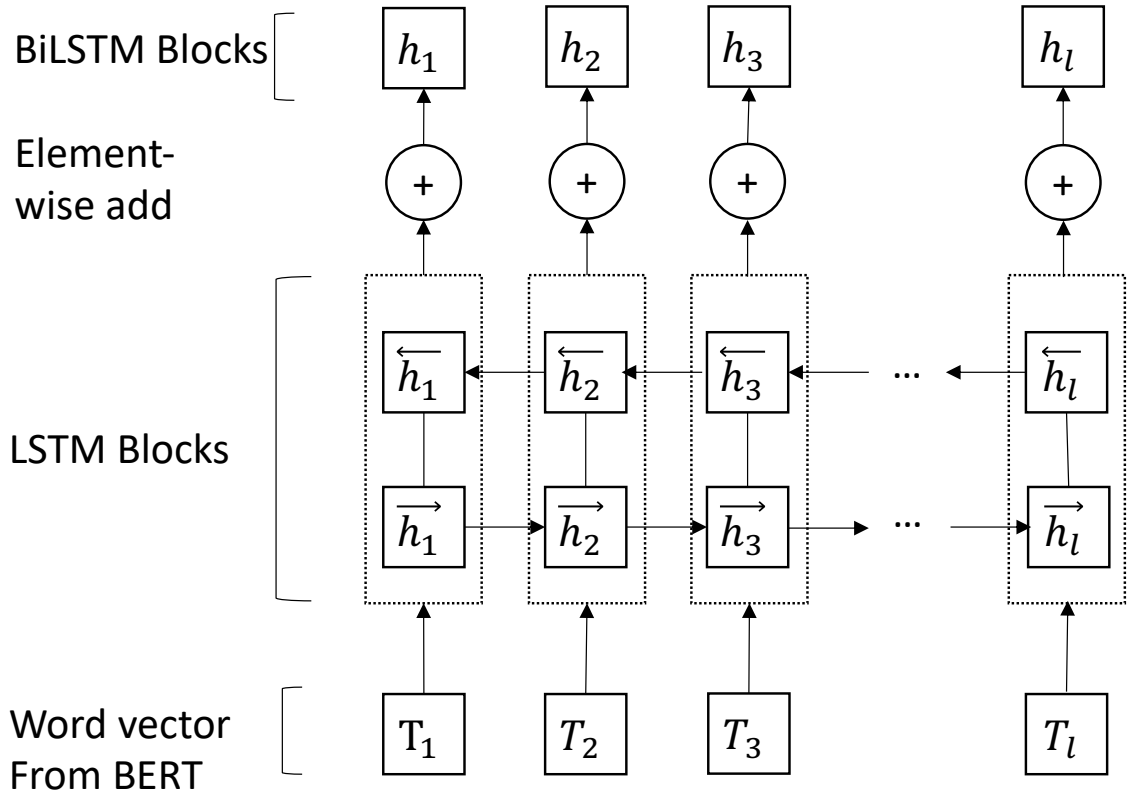 BiLSTM Blocks
h₁ h₂ h₃ hₗ
Element-
wise add
+ + + +
←h₁ ←h₂ ←h₃ ... ←hₗ
LSTM Blocks
→h₁ →h₂ →h₃ ... →hₗ
Word vector
From BERT
T₁ T₂ T₃ Tₗ